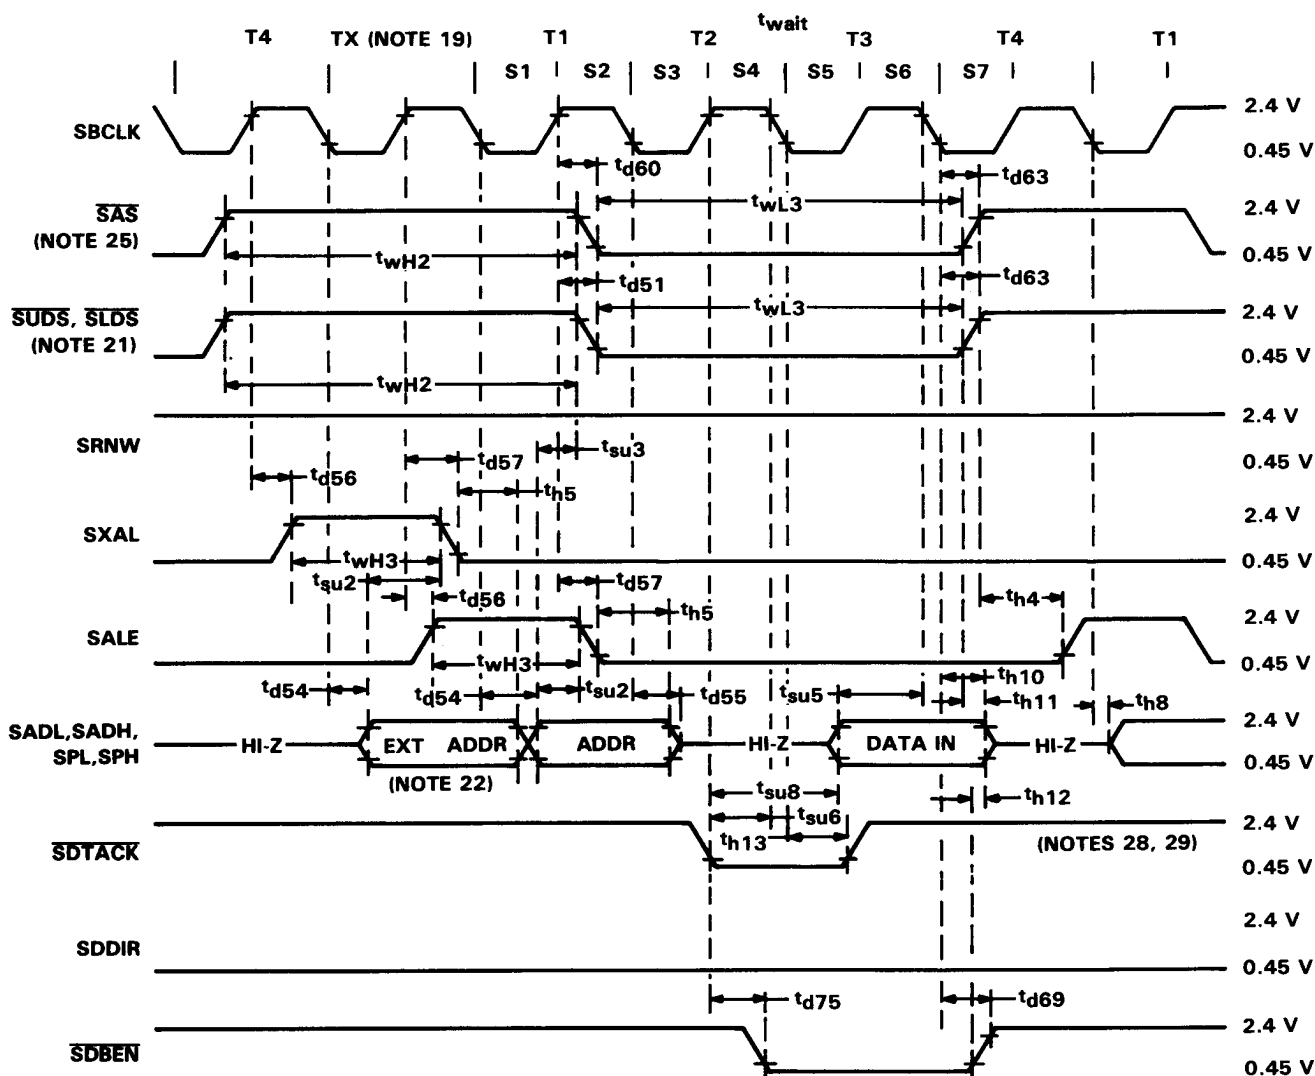 twait
T4 TX (NOTE 19) T1 T2 T3 T4 T1
S1 S2 S3 S4 S5 S6 S7
SBCLK 2.4 V
0.45 V
td60 td63
SAS 2.4 V
(NOTE 25) twL3
twH2 0.45 V
td51 td63
SUDS, SLDS twL3 2.4 V
(NOTE 21) 0.45 V
twH2
2.4 V
SRNW
td56 td57 tsu3 0.45 V
th5
SXAL 2.4 V
twH3 0.45 V
tsu2 td57
td56 th5 th4
SALE 2.4 V
twH3 0.45 V
td54 td54 tsu2 td55 tsu5 th10
th11 th8
SADL,SADH, 2.4 V
SPL,SPH HI-Z EXT ADDR ADDR HI-Z DATA IN HI-Z
0.45 V
(NOTE 22)
tsu8 th12
tsu6
SDTACK th13 2.4 V
(NOTES 28, 29)
0.45 V
2.4 V
SDDIR
0.45 V
td75 td69
2.4 V
SDBEN
0.45 V